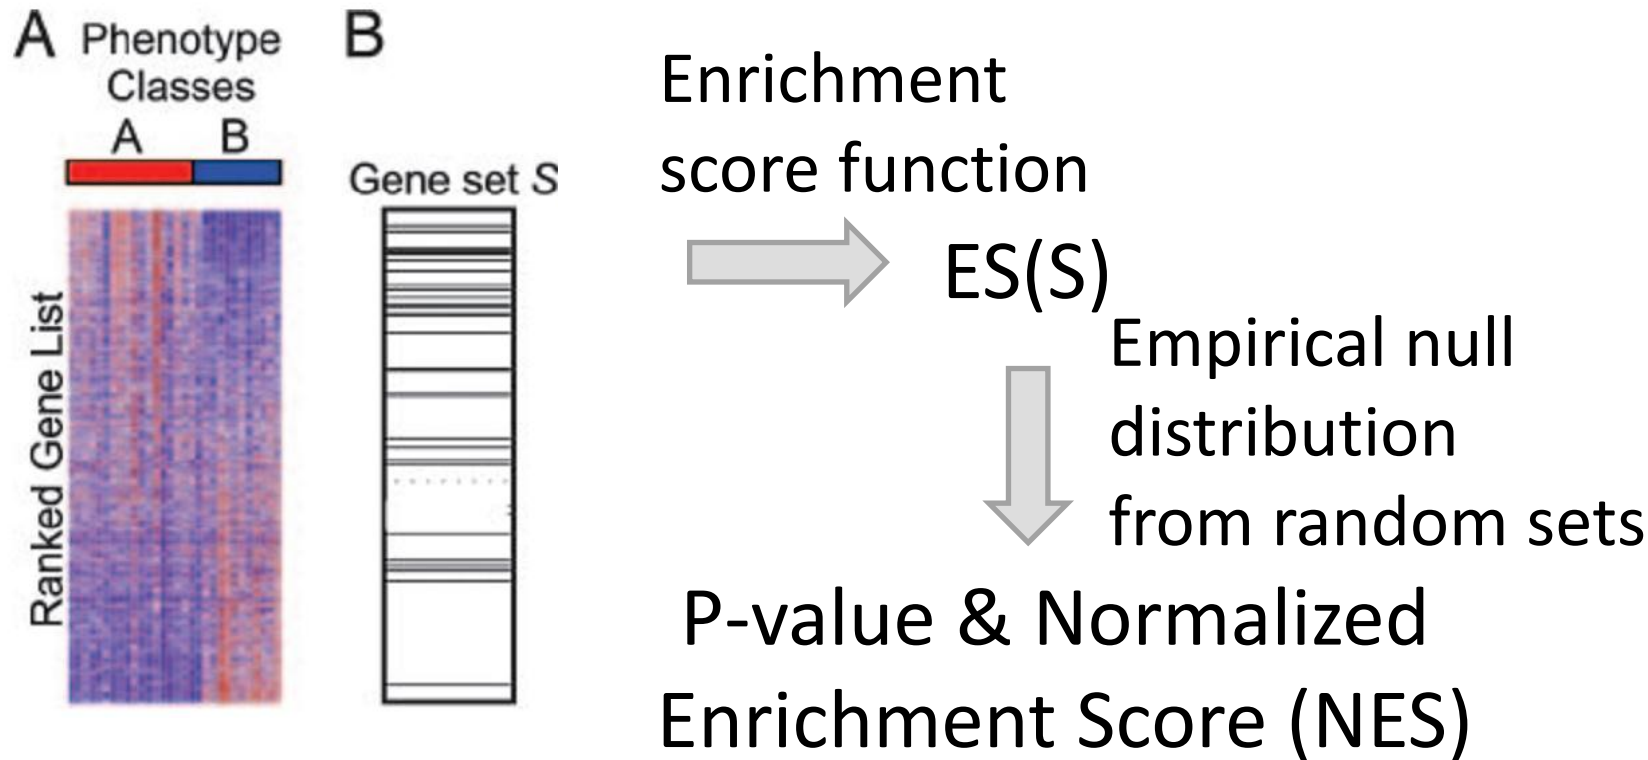 A
Phenotype
Classes
A
B
Ranked Gene List
B
Gene set S
Enrichment
score function
ES(S)
Empirical null
distribution
from random sets
P-value & Normalized
Enrichment Score (NES)